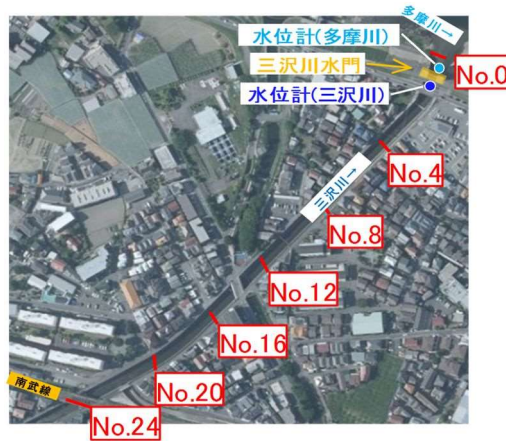 多摩川→
水位計(多摩川)
三沢川水門
No.0
水位計(三沢川)
No.4
三沢川→
No.8
No.12
No.16
No.20
南武線
No.24